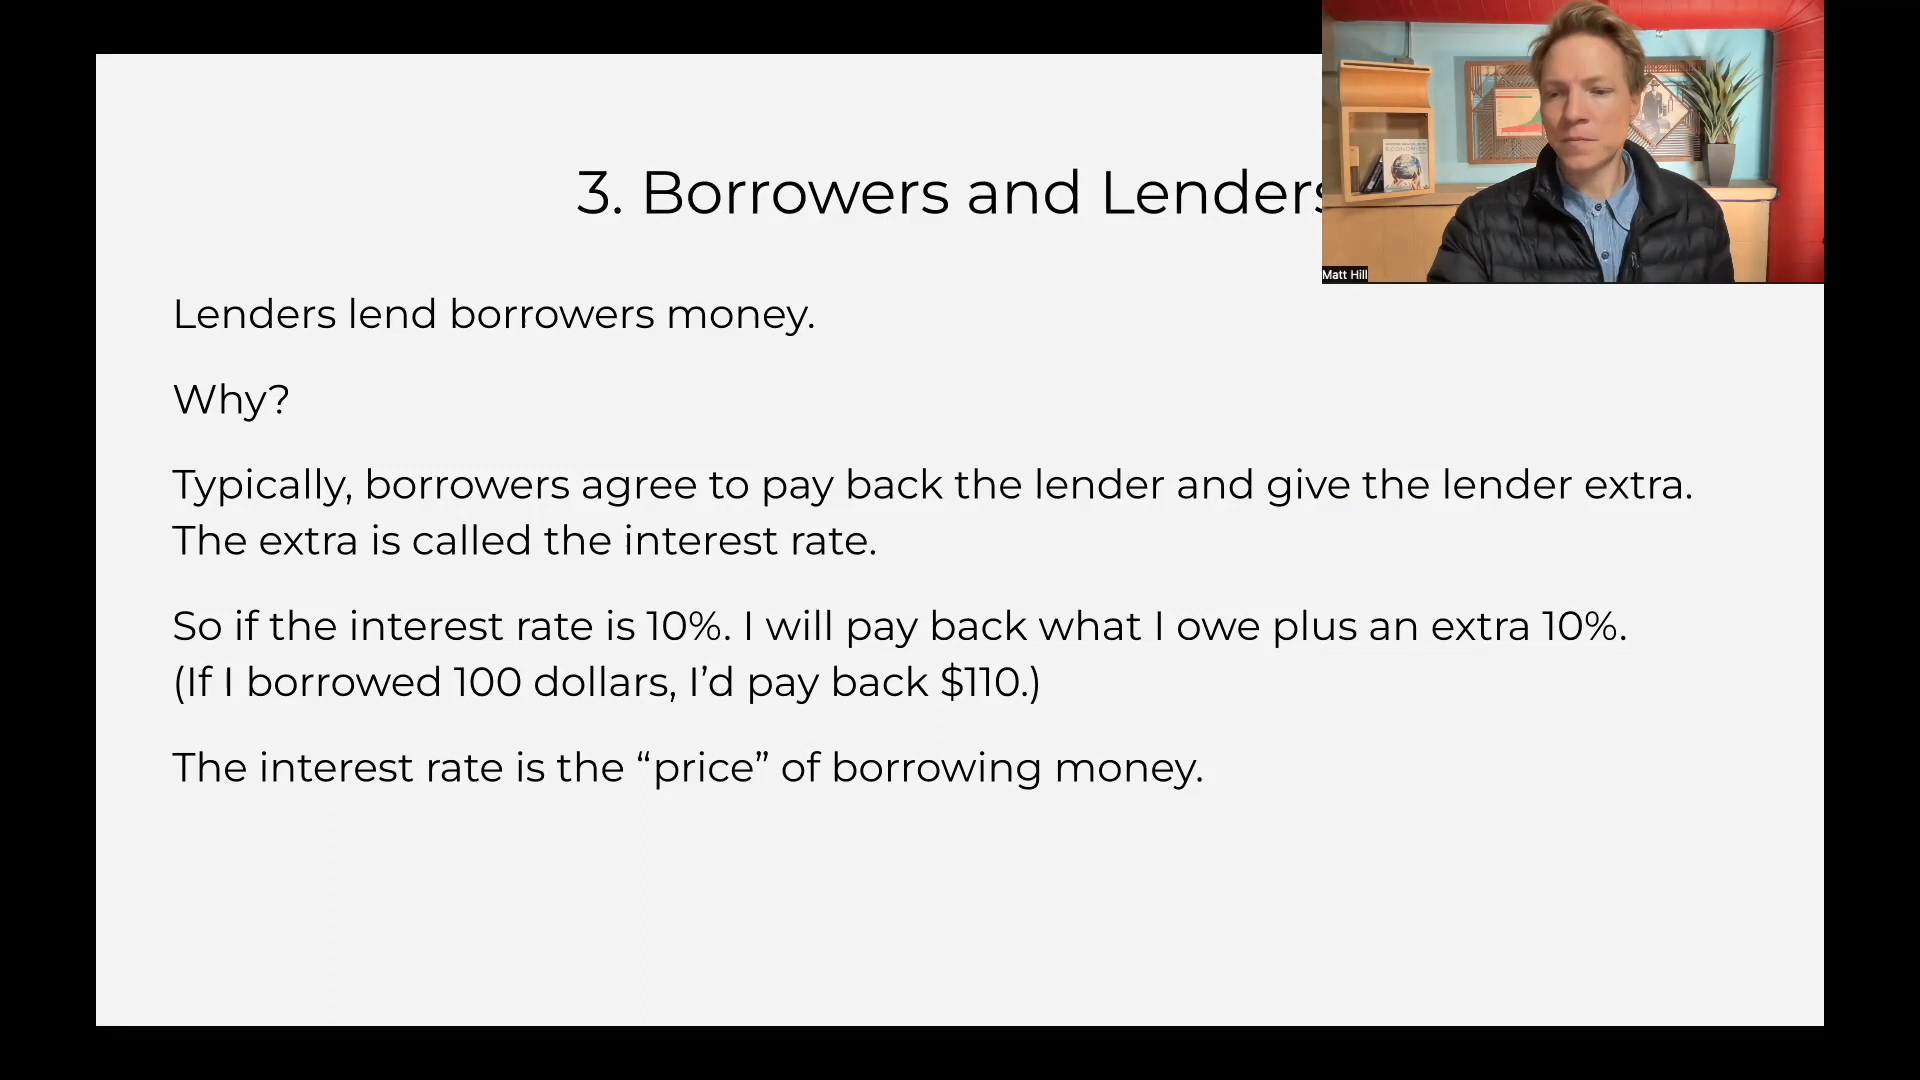 3. Borrowers and Lenders
Lenders lend borrowers money.
Why?
Typically, borrowers agree to pay back the lender and give the lender extra.
The extra is called the interest rate.
So if the interest rate is 10%. I will pay back what I owe plus an extra 10%.
(If I borrowed 100 dollars, I’d pay back $110.)
The interest rate is the “price” of borrowing money.
ECONOMICS
Matt Hill